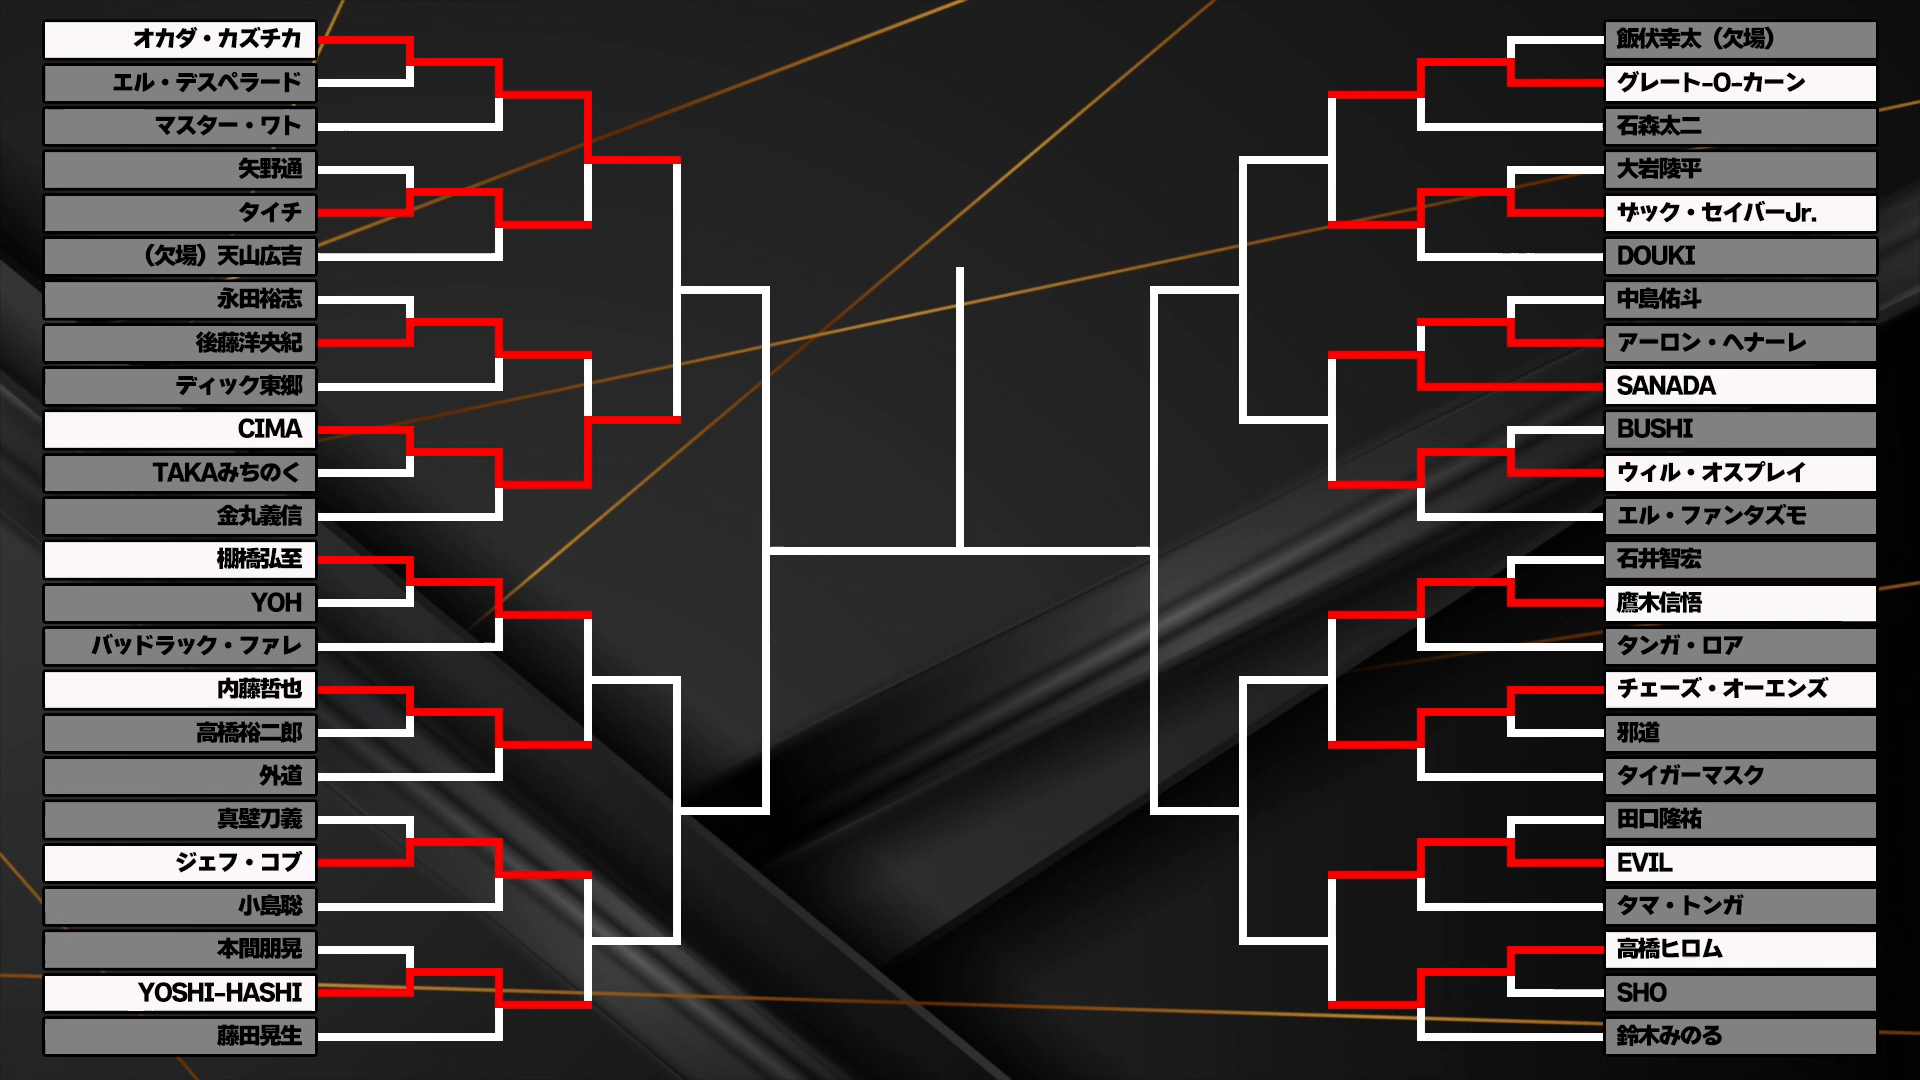 オカダ・カズチカ
エル・デスペラード
マスター・ワト
矢野通
タイチ
（欠場）天山広吉
永田裕志
後藤洋央紀
ディック東郷
CIMA
TAKAみちのく
金丸義信
棚橋弘至
YOH
バッドラック・ファレ
内藤哲也
高橋裕二郎
外道
真壁刀義
ジェフ・コブ
小島聡
本間朋晃
YOSHI-HASHI
藤田晃生
飯伏幸太（欠場）
グレート-O-カーン
石森太二
大岩陵平
ザック・セイバーJr.
DOUKI
中島佑斗
アーロン・ヘナーレ
SANADA
BUSHI
ウィル・オスプレイ
エル・ファンタズモ
石井智宏
鷹木信悟
タンガ・ロア
チェーズ・オーエンズ
邪道
タイガーマスク
田口隆祐
EVIL
タマ・トンガ
高橋ヒロム
SHO
鈴木みのる